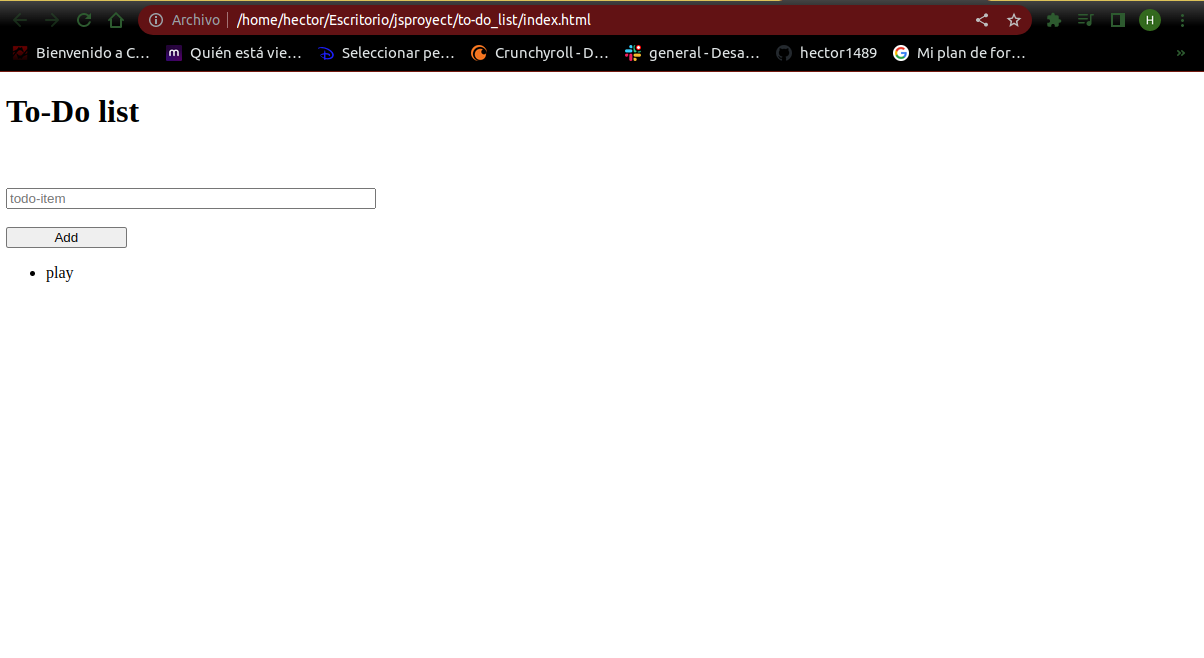 Archivo /home/hector/Escritorio/jsproyect/to-do_list/index.html H
Bienvenido a C… m Quién está vie… Seleccionar pe… Crunchyroll - D… general - Desa… hector1489 G Mi plan de for… »
To-Do list
todo-item
Add
• play